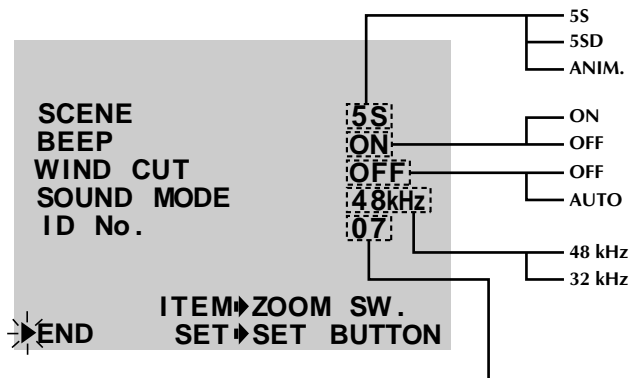 5S
5SD
ANIM.
SCENE 5S
BEEP ON
ON
OFF
WIND CUT OFF
OFF
AUTO
SOUND MODE 48kHz
ID No. 07
48 kHz
32 kHz
ITEM➧ZOOM SW.
▶END SET➧SET BUTTON